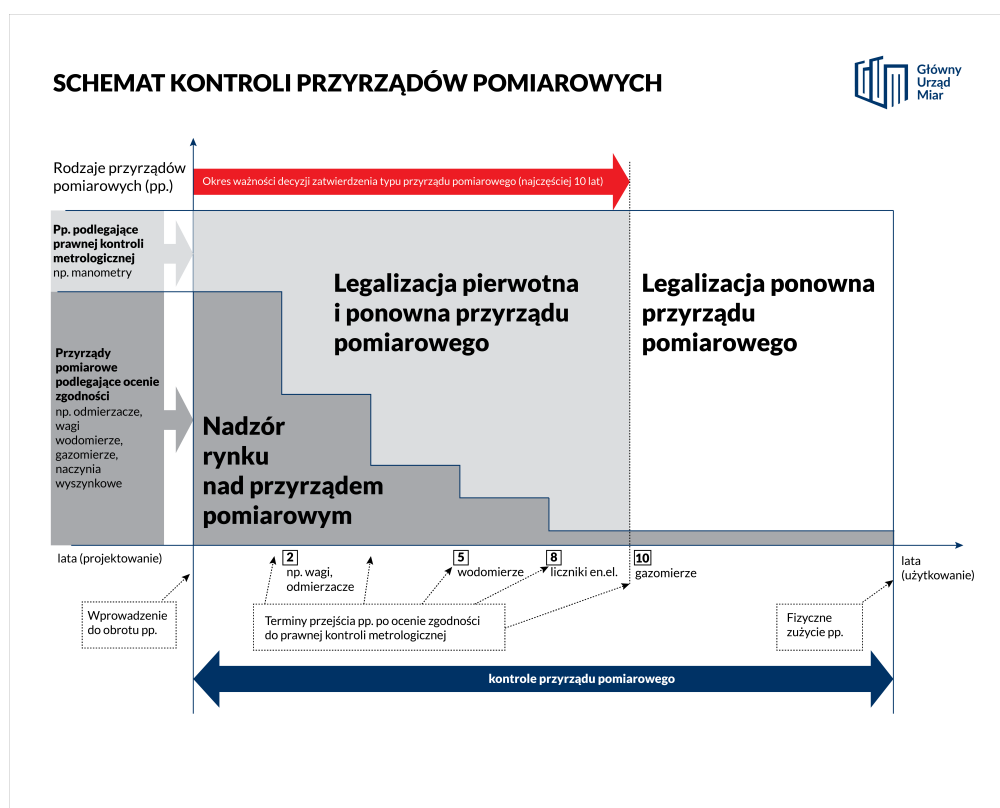 SCHEMAT KONTROLI PRZYRZĄDÓW POMIAROWYCH
Główny
Urząd
Miar
Rodzaje przyrządów
pomiarowych (pp.)
Okres ważności decyzji zatwierdzenia typu przyrządu pomiarowego (najczęściej 10 lat)
Pp. podlegające
prawnej kontroli
metrologicznej
np. manometry
Legalizacja pierwotna
i ponowna przyrządu
pomiarowego
Legalizacja ponowna
przyrządu
pomiarowego
Przyrządy
pomiarowe
podlegające ocenie
zgodności
np. odmierzacze,
wagi
wodomierze,
gazomierze,
naczynia
wyszynkowe
Nadzór
rynku
nad przyrządem
pomiarowym
lata (projektowanie)
2
np. wagi,
odmierzacze
5
wodomierze
8
liczniki en.el.
10
gazomierze
lata
(użytkowanie)
Wprowadzenie
do obrotu pp.
Terminy przejścia pp. po ocenie zgodności
do prawnej kontroli metrologicznej
Fizyczne
zużycie pp.
kontrole przyrządu pomiarowego